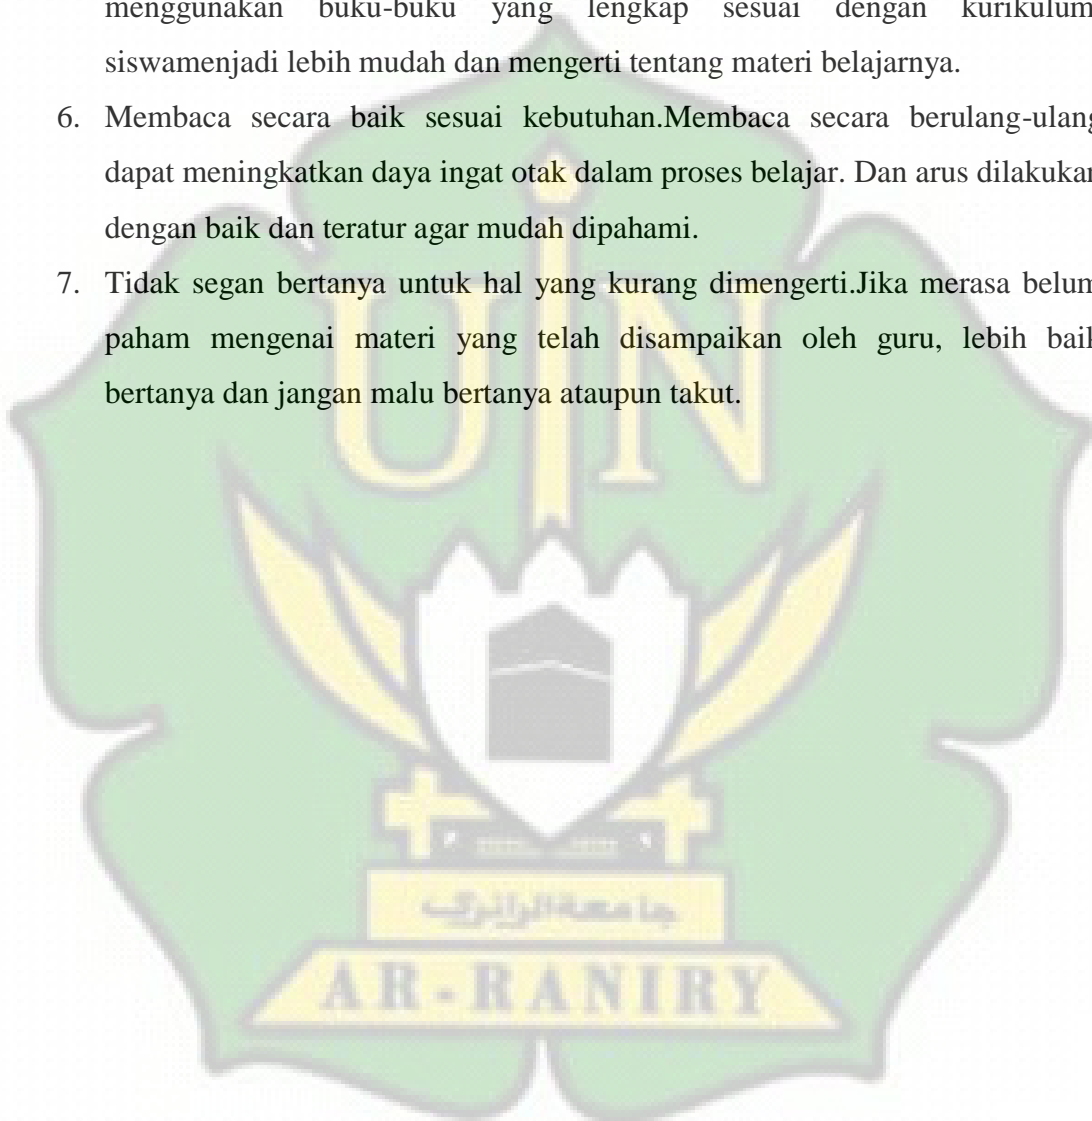 menggunakan buku-buku yang lengkap sesuai dengan kurikulum
siswamenjadi lebih mudah dan mengerti tentang materi belajarnya.
6. Membaca secara baik sesuai kebutuhan.Membaca secara berulang-ulang
dapat meningkatkan daya ingat otak dalam proses belajar. Dan arus dilakukan
dengan baik dan teratur agar mudah dipahami.
7. Tidak segan bertanya untuk hal yang kurang dimengerti.Jika merasa belum
paham mengenai materi yang telah disampaikan oleh guru, lebih baik
bertanya dan jangan malu bertanya ataupun takut.
UIN
جامعة الرانري
AR-RANIRY